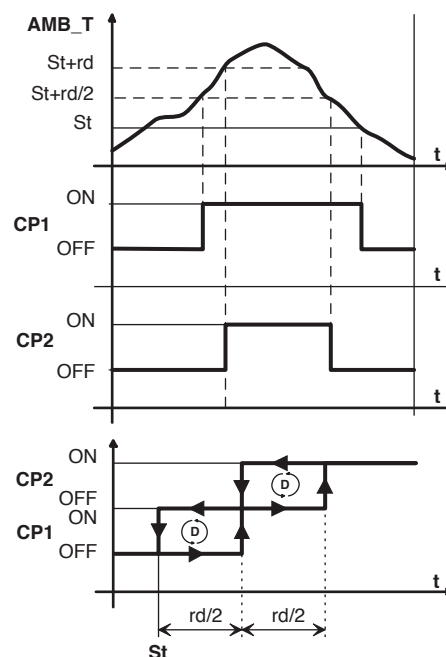 AMB_T
St+rd
St+rd/2
St
t
ON
CP1
OFF
t
ON
CP2
OFF
t
ON
CP2
OFF
D
ON
CP1
D
OFF
t
rd/2 rd/2
St